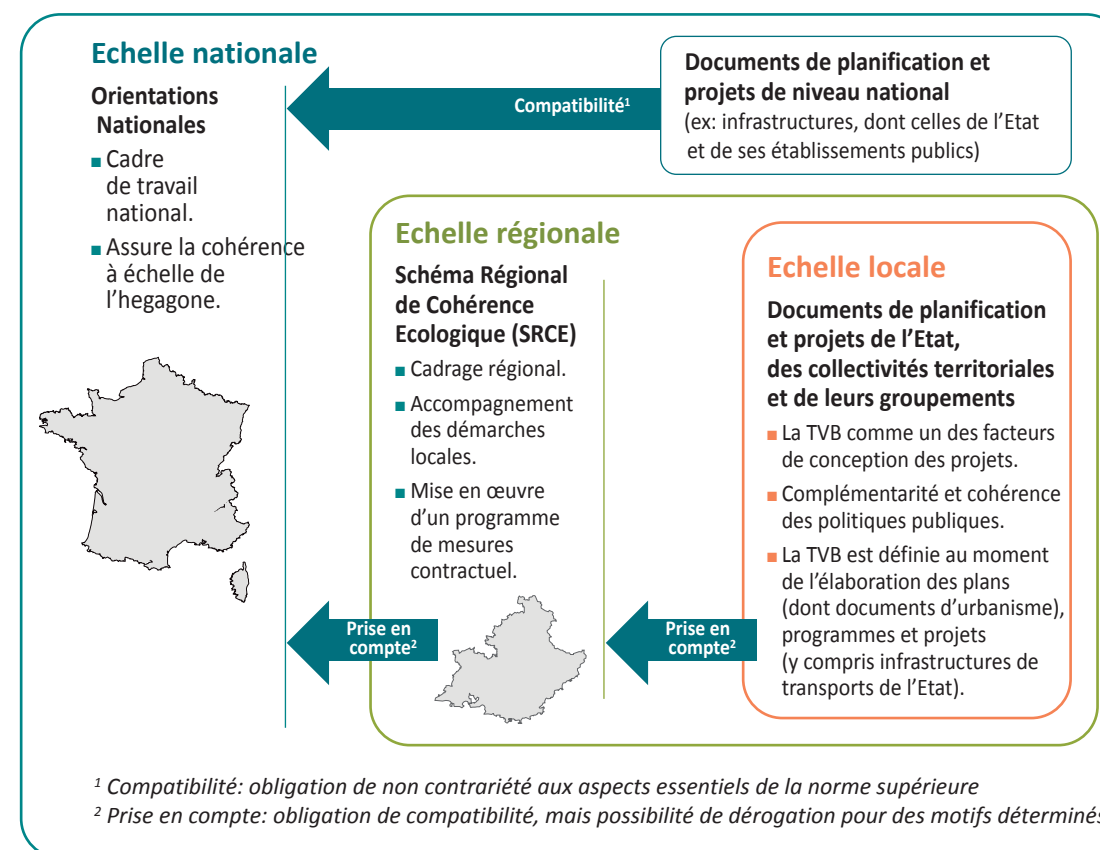 Echelle nationale
Orientations
Nationales
■ Cadre
de travail
national.
■ Assure la cohérence
à échelle de
l'hegagone.
Compatibilité¹
Documents de planification et
projets de niveau national
(ex: infrastructures, dont celles de l'Etat
et de ses établissements publics)
Echelle régionale
Schéma Régional
de Cohérence
Ecologique (SRCE)
■ Cadrage régional.
■ Accompagnement
des démarches
locales.
■ Mise en œuvre
d'un programme
de mesures
contractuel.
Echelle locale
Documents de planification
et projets de l'Etat,
des collectivités territoriales
et de leurs groupements
■ La TVB comme un des facteurs
de conception des projets.
■ Complémentarité et cohérence
des politiques publiques.
■ La TVB est définie au moment
de l'élaboration des plans
(dont documents d'urbanisme),
programmes et projets
(y compris infrastructures de
transports de l'Etat).
Prise en
compte²
Prise en
compte²
¹ Compatibilité: obligation de non contrariété aux aspects essentiels de la norme supérieure
² Prise en compte: obligation de compatibilité, mais possibilité de dérogation pour des motifs déterminés